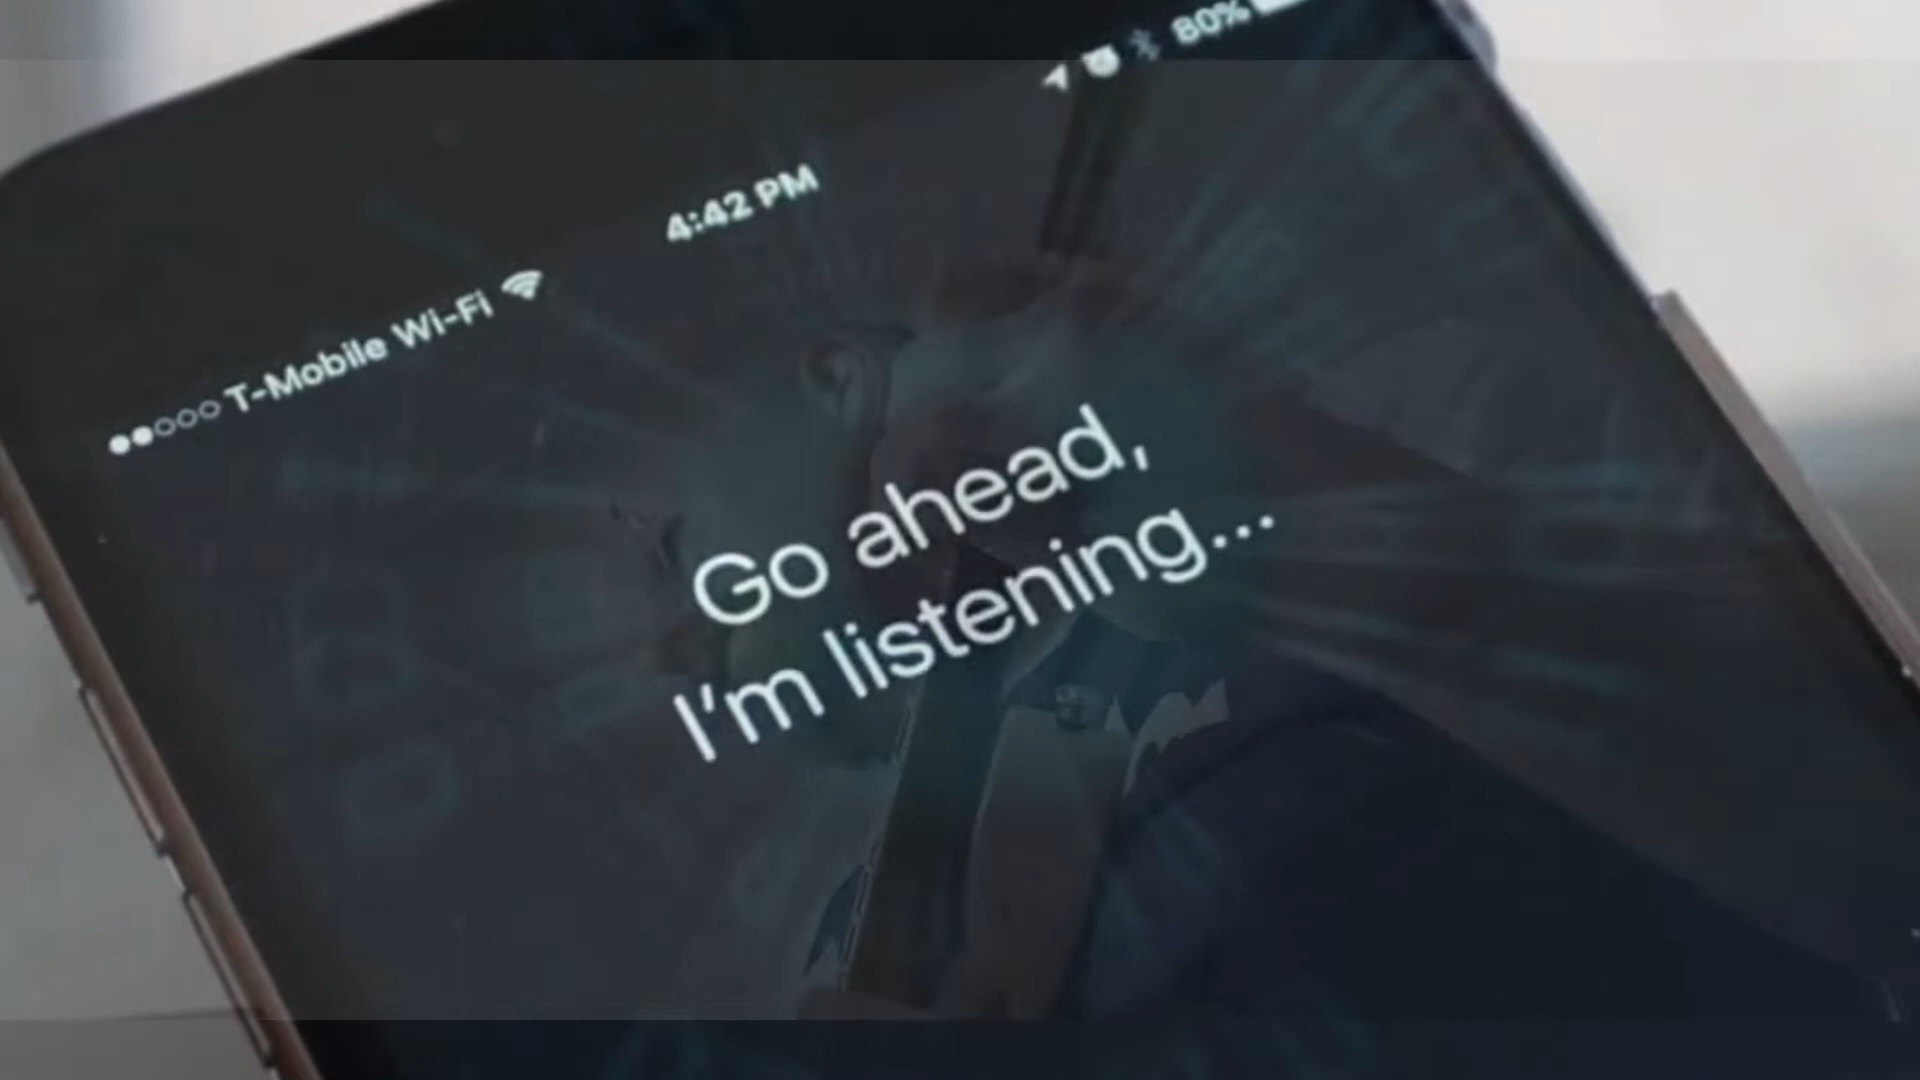 80%
4:42 PM
T-Mobile Wi-Fi
Go ahead,
I'm listening...